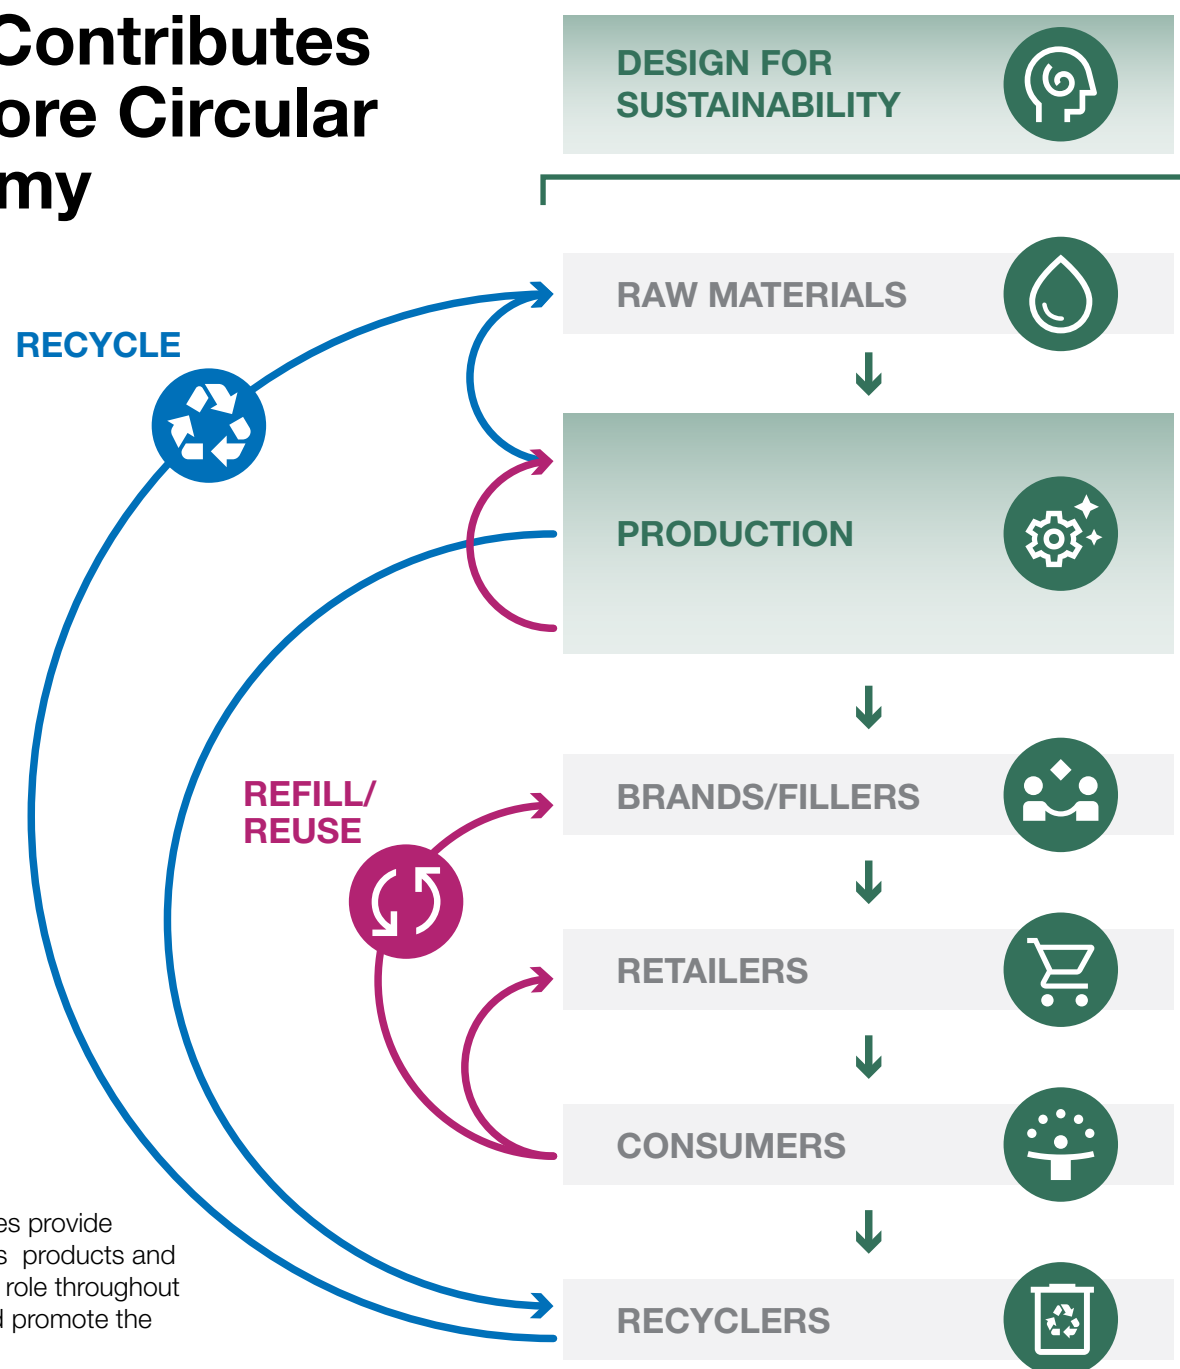 Contributes
ore Circular
my
DESIGN FOR
SUSTAINABILITY
RAW MATERIALS
RECYCLE
PRODUCTION
REFILL/
REUSE
BRANDS/FILLERS
RETAILERS
CONSUMERS
es provide
s products and
role throughout
d promote the
RECYCLERS